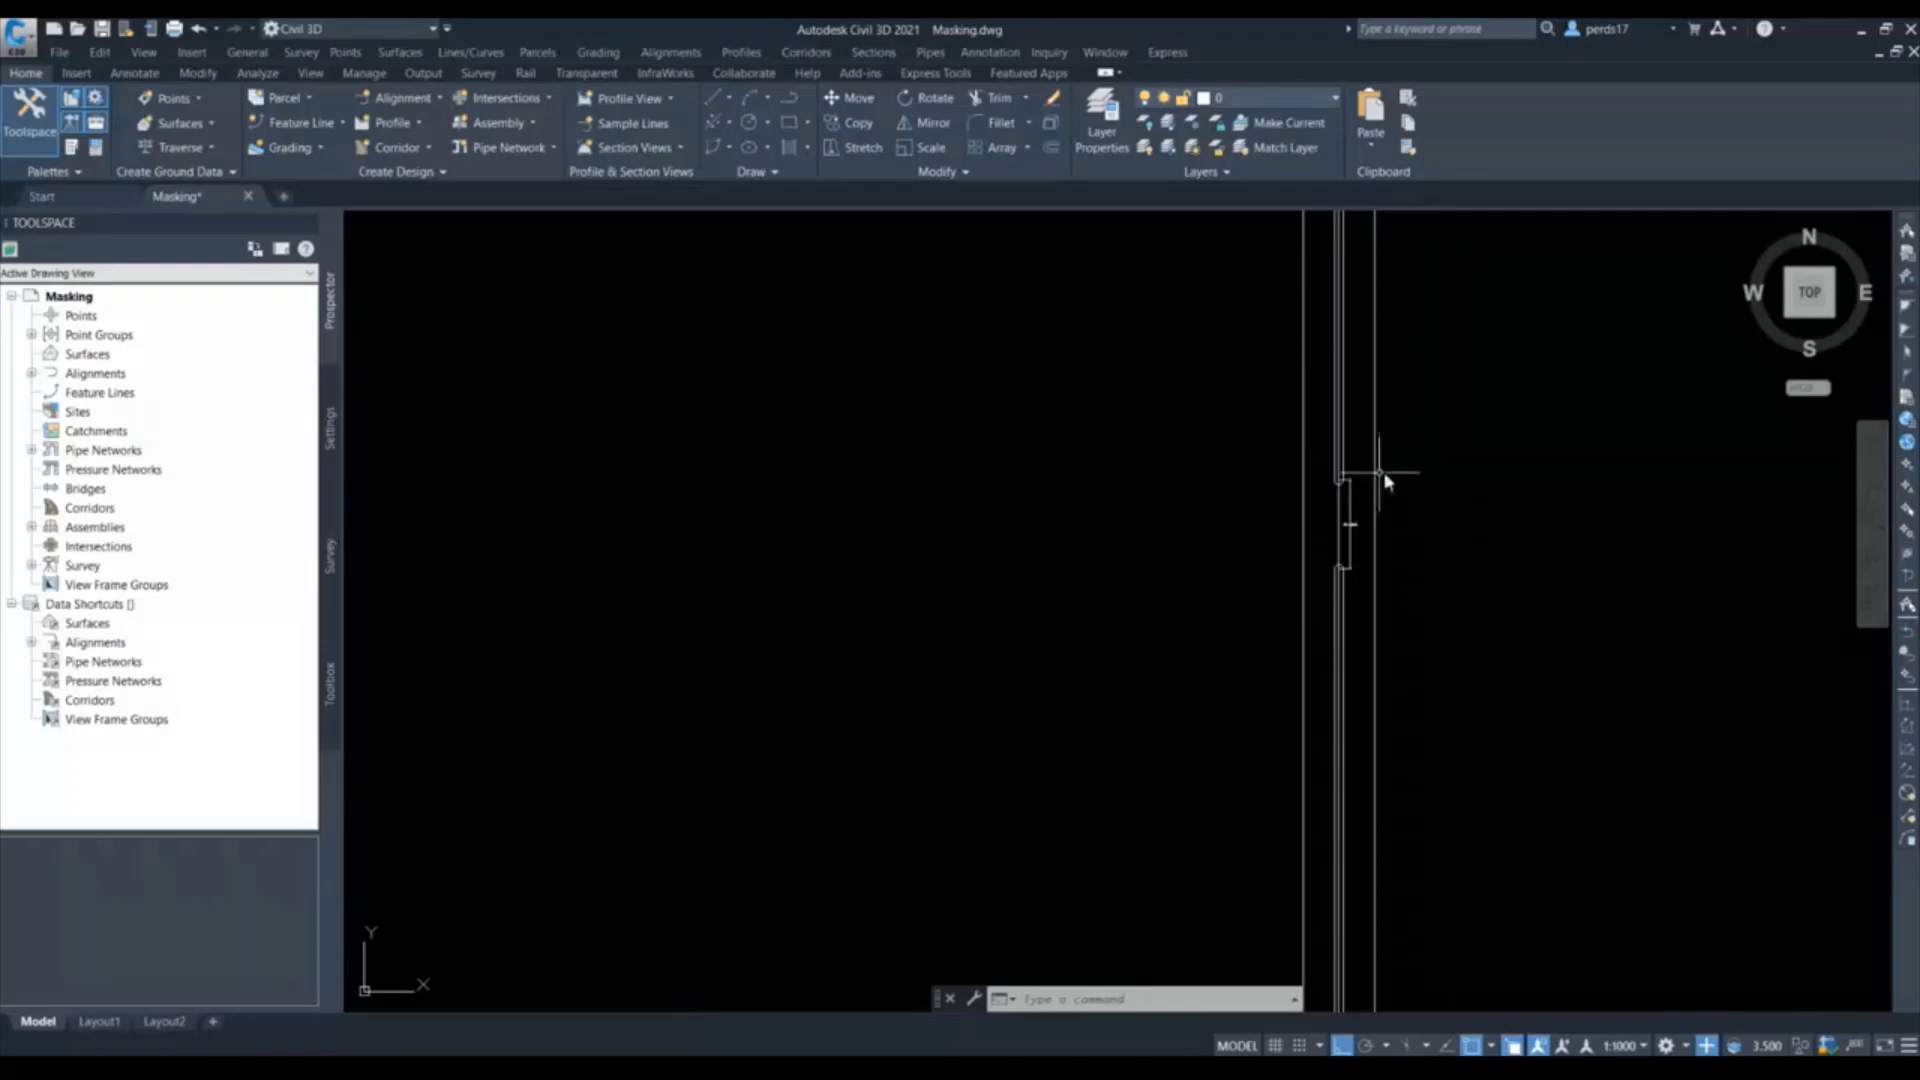 Civil 3D
Autodesk Civil 3D 2021 Masking.dwg
Type a keyword or phrase
perds17
File Edit View Insert General Survey Points Surfaces Lines/Curves Parcels Grading Alignments Profiles Corridors Sections Pipes Annotation Inquiry Window Express
Home Insert Annotate Modify Analyze View Manage Output Survey Rail Transparent InfraWorks Collaborate Help Add-ins Express Tools Featured Apps
Points Parcel Alignment Intersections Profile View Move Rotate Trim 0
Toolspace Surfaces Feature Line Profile Assembly Sample Lines Copy Mirror Fillet Layer Properties Make Current Paste
Traverse Grading Corridor Pipe Network Section Views Stretch Scale Array Match Layer
Palettes Create Ground Data Create Design Profile & Section Views Draw Modify Layers Clipboard
Start Masking*
TOOLSPACE
Active Drawing View
Masking
Points
Point Groups
Surfaces
Alignments
Feature Lines
Sites
Catchments
Pipe Networks
Pressure Networks
Bridges
Corridors
Assemblies
Intersections
Survey
View Frame Groups
Data Shortcuts []
Surfaces
Alignments
Pipe Networks
Pressure Networks
Corridors
View Frame Groups
Prospector
Settings
Survey
Toolbox
N
W TOP E
S
Y
X
Type a command
Model Layout1 Layout2
MODEL 1:1000 3.500